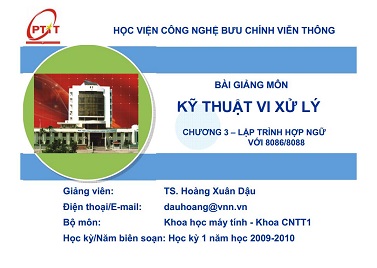 PTIT
HỌC VIỆN CÔNG NGHỆ BƯU CHÍNH VIỄN THÔNG
BÀI GIẢNG MÔN
KỸ THUẬT VI XỬ LÝ
CHƯƠNG 3 – LẬP TRÌNH HỢP NGỮ
VỚI 8086/8088
Giảng viên: TS. Hoàng Xuân Dậu
Điện thoại/E-mail: dauhoang@vnn.vn
Bộ môn: Khoa học máy tính - Khoa CNTT1
Học kỳ/Năm biên soạn: Học kỳ 1 năm học 2009-2010